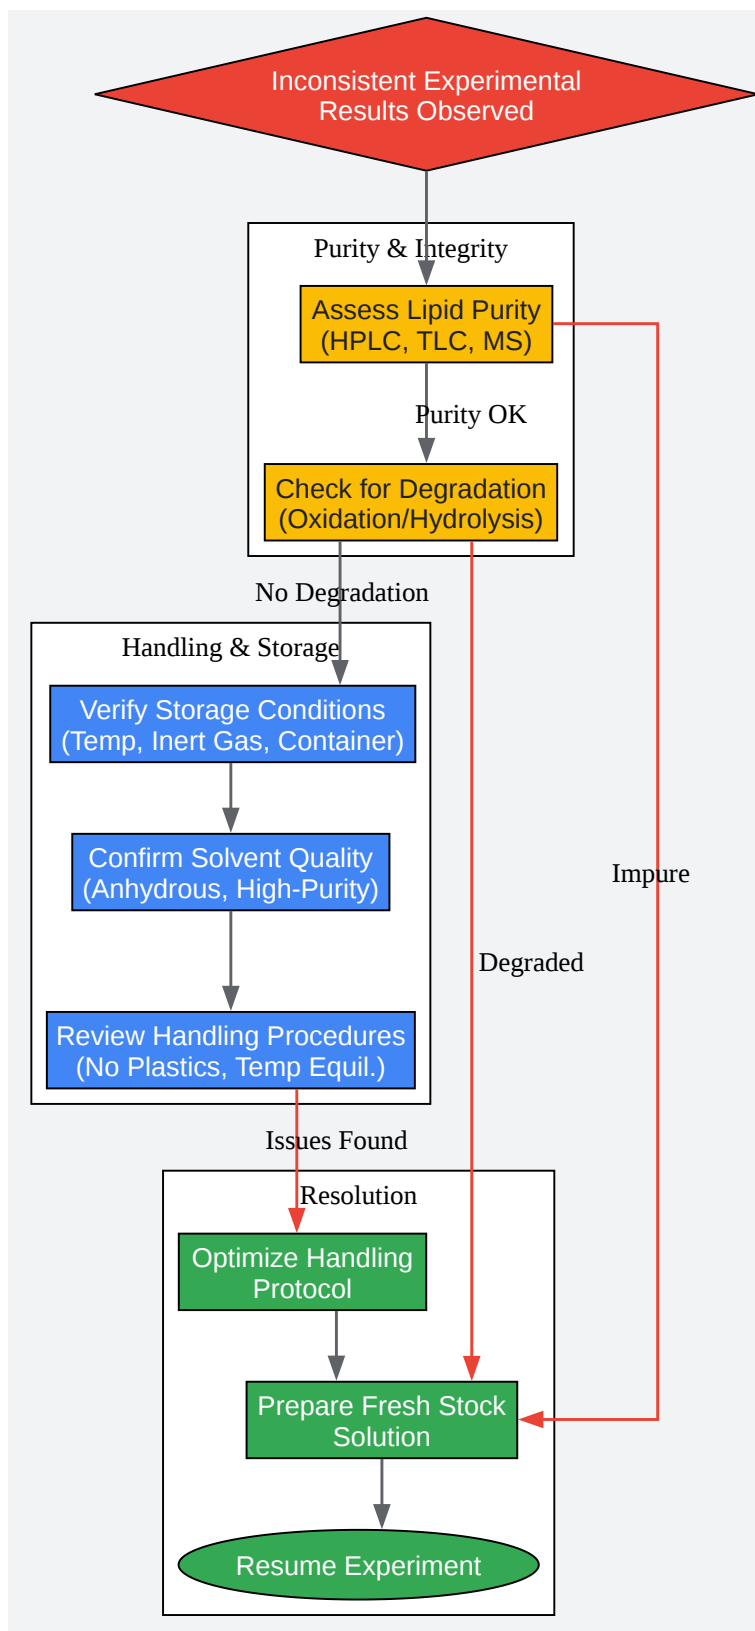 Inconsistent Experimental
Results Observed
Purity & Integrity
Assess Lipid Purity
(HPLC, TLC, MS)
Purity OK
Check for Degradation
(Oxidation/Hydrolysis)
No Degradation
Handling & Storage
Verify Storage Conditions
(Temp, Inert Gas, Container)
Confirm Solvent Quality
(Anhydrous, High-Purity)
Impure
Degraded
Review Handling Procedures
(No Plastics, Temp Equil.)
Issues Found
Resolution
Optimize Handling
Protocol
Prepare Fresh Stock
Solution
Resume Experiment